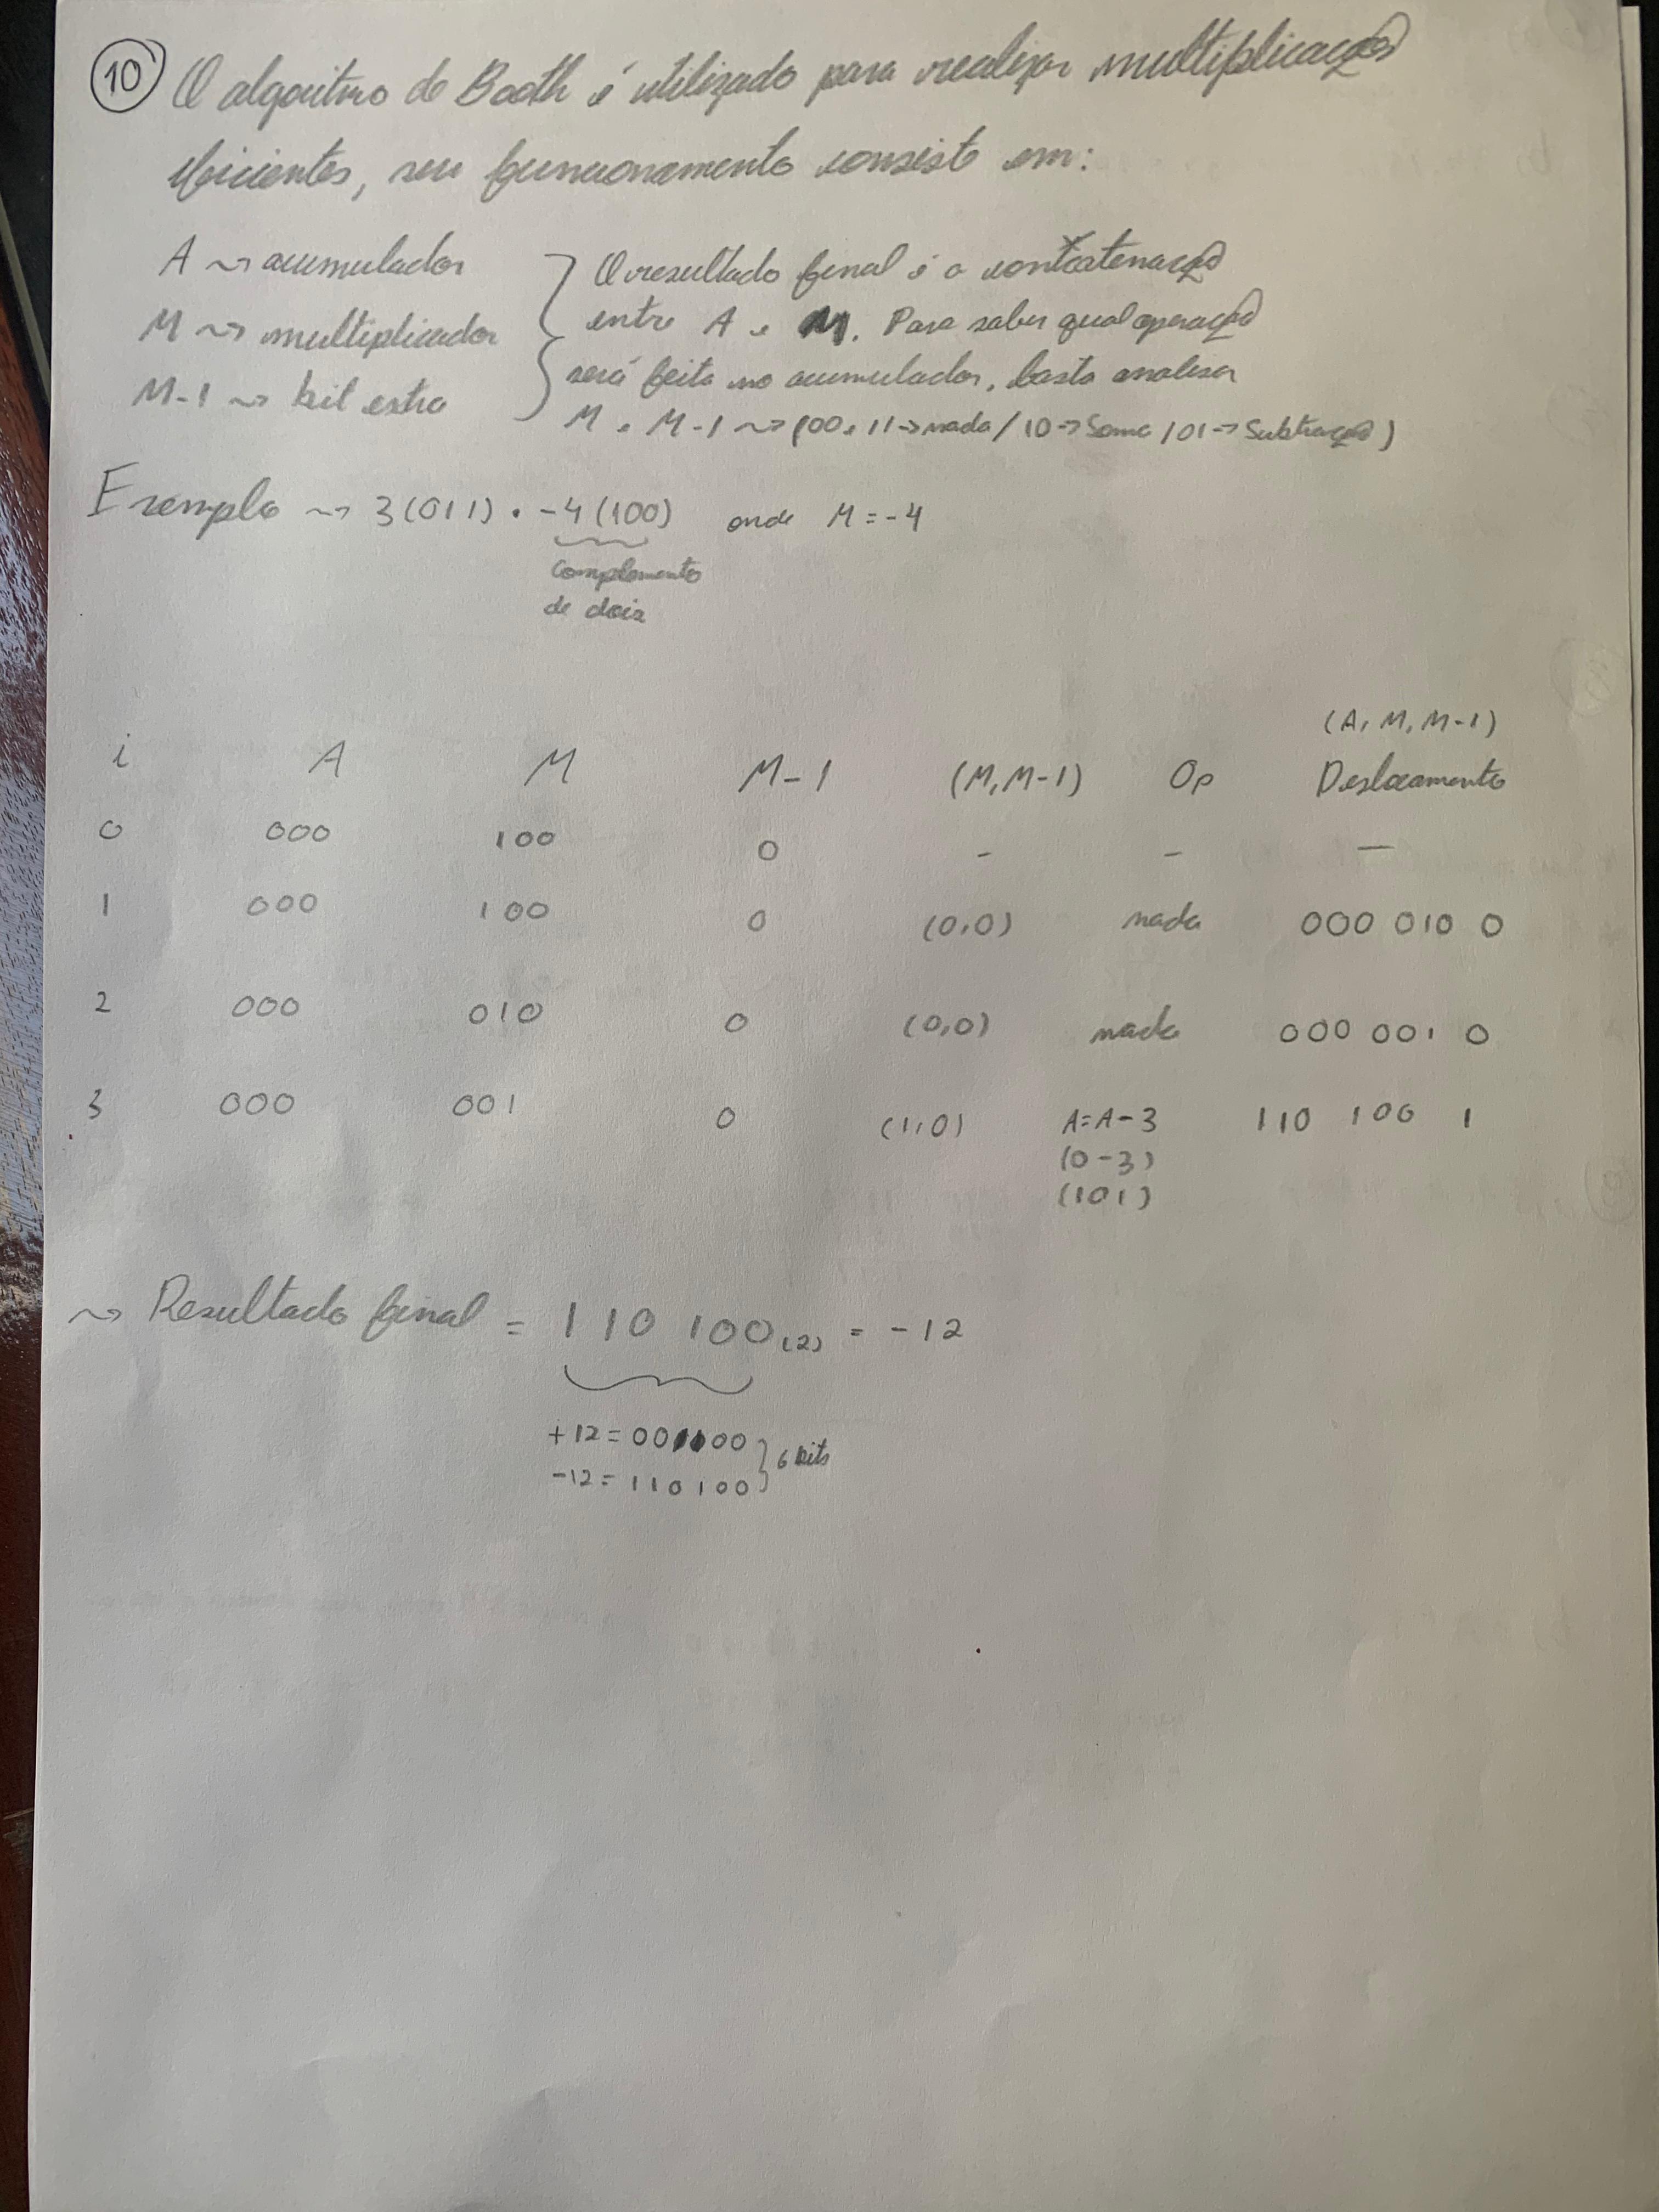 10 O algoritmo de Booth é utilizado para realizar multiplicações
eficientes, seu funcionamento consiste em:
A ~> acumulador
M ~> multiplicador
M-1 ~> bit extra
O resultado final é a concatenação
entre A e M. Para saber qual operação
será feita no acumulador, basta analisar
M e M-1 ~> (00 e 11 -> nada / 10 -> Soma / 01 -> Subtração)
Exemplo ~> 3(011) · -4(100) onde M = -4
Complemento
de dois
(A, M, M-1)
i A M M-1 (M,M-1) Op Deslocamento
0 000 100 0 - - -
1 000 100 0 (0,0) nada 000 010 0
2 000 010 0 (0,0) nada 000 001 0
3 000 001 0 (1,0) A=A-3 110 100 1
(0-3)
(101)
~> Resultado final = 110 100(2) = -12
+12 = 001100
-12 = 110100
6 bits